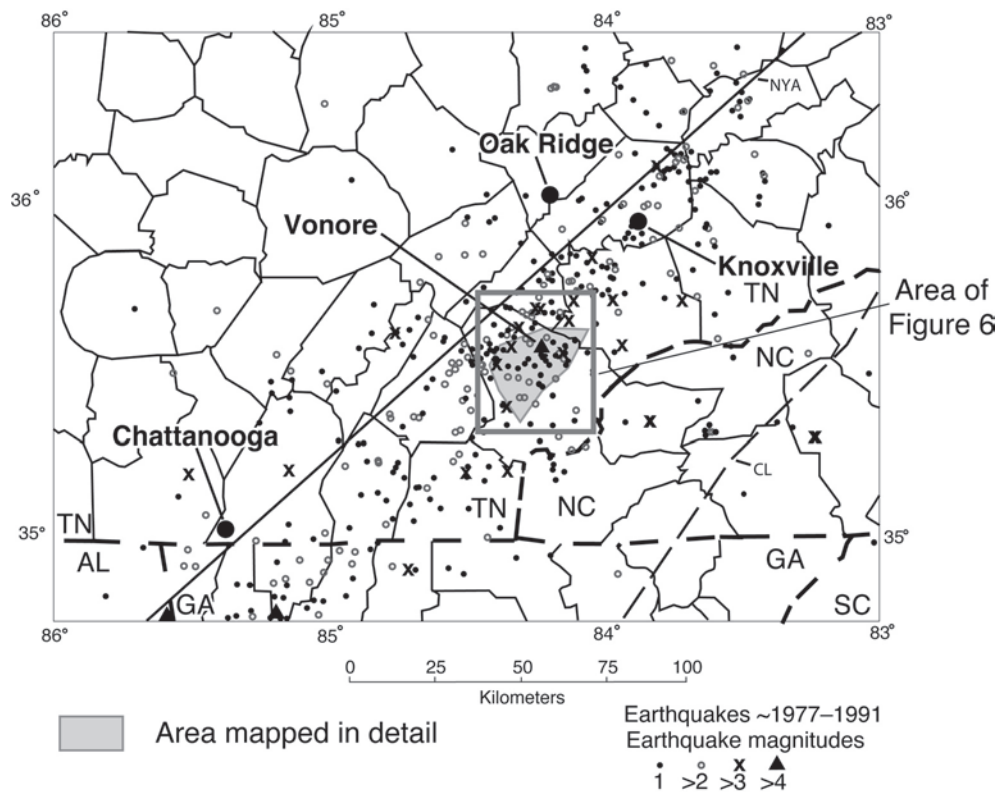 86°
85°
84°
83°
NYA
Oak Ridge
36°
36°
Vonore
Knoxville
TN
Area of
Figure 6
NC
Chattanooga
CL
TN
NC
TN
35°
35°
AL
GA
GA
SC
86°
85°
84°
83°
0 25 50 75 100
Kilometers
Area mapped in detail
Earthquakes ~1977–1991
Earthquake magnitudes
x
1 >2 >3 >4